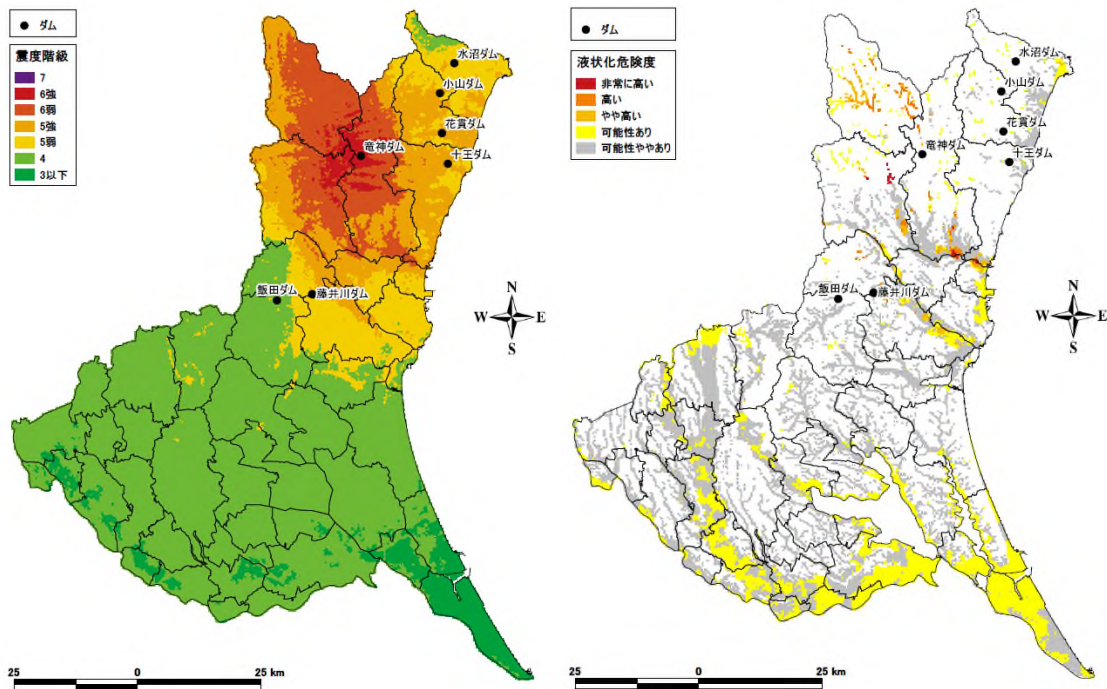 ダム
震度階級
7
6強
6弱
5強
5弱
4
3以下
水沼ダム
小山ダム
花貫ダム
竜神ダム
十王ダム
飯田ダム
藤井川ダム
N
W E
S
25 0 25 km
ダム
液状化危険度
非常に高い
高い
やや高い
可能性あり
可能性ややあり
水沼ダム
小山ダム
花貫ダム
竜神ダム
十王ダム
飯田ダム
藤井川ダム
N
W E
S
25 0 25 km